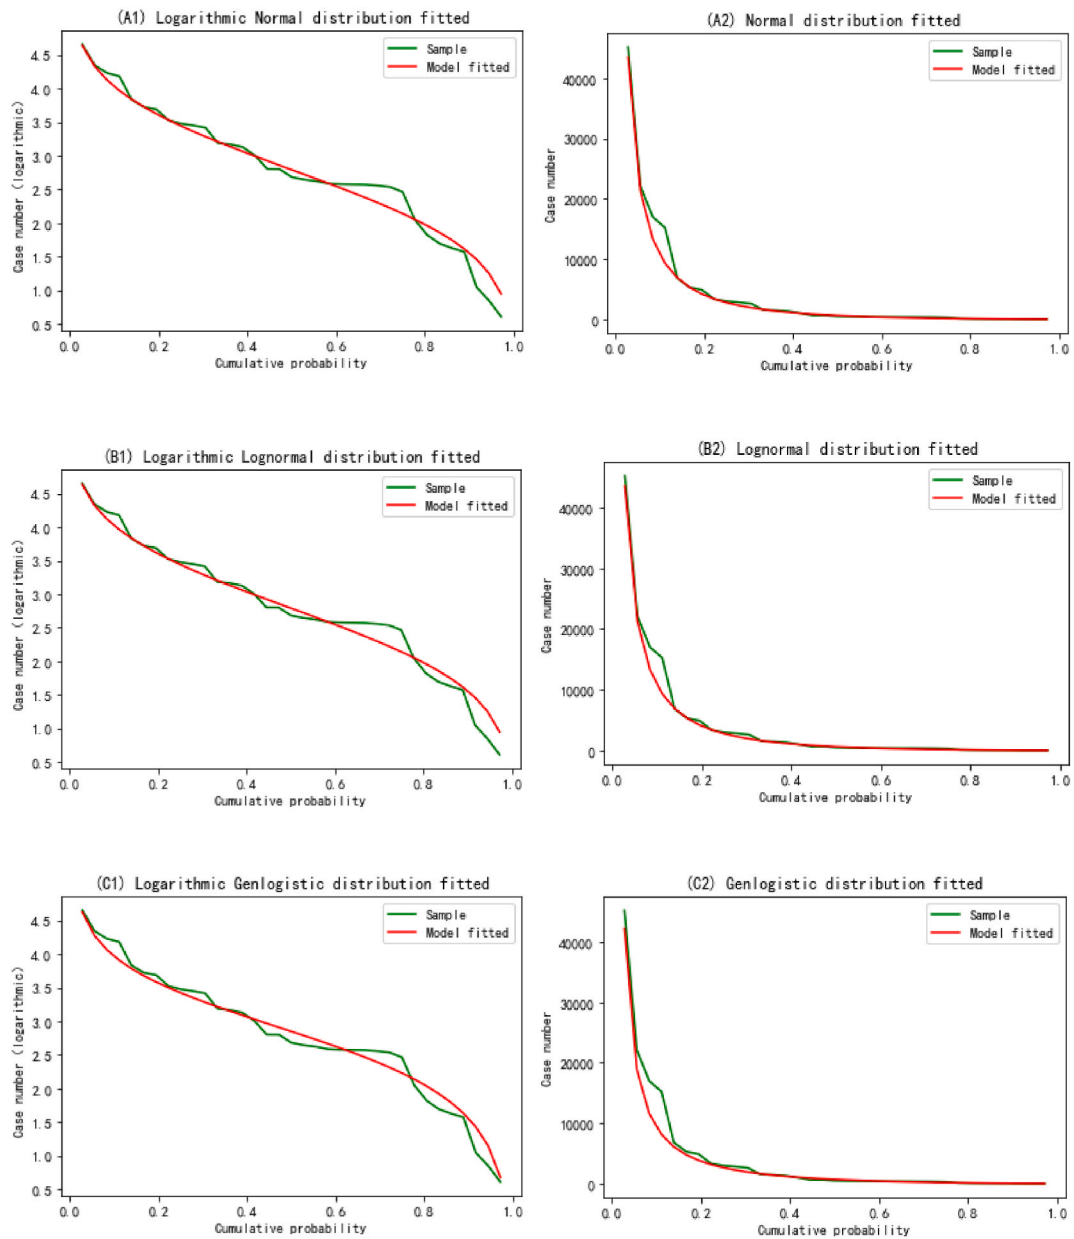 (A1) Logarithmic Normal distribution fitted
Sample
Model fitted
Case number (logarithmic)
4.5
4.0
3.5
3.0
2.5
2.0
1.5
1.0
0.5
0.0 0.2 0.4 0.6 0.8 1.0
Cumulative probability
(A2) Normal distribution fitted
Sample
Model fitted
Case number
40000
30000
20000
10000
0
0.0 0.2 0.4 0.6 0.8 1.0
Cumulative probability
(B1) Logarithmic Lognormal distribution fitted
Sample
Model fitted
Case number (logarithmic)
4.5
4.0
3.5
3.0
2.5
2.0
1.5
1.0
0.5
0.0 0.2 0.4 0.6 0.8 1.0
Cumulative probability
(B2) Lognormal distribution fitted
Sample
Model fitted
Case number
40000
30000
20000
10000
0
0.0 0.2 0.4 0.6 0.8 1.0
Cumulative probability
(C1) Logarithmic Genlogistic distribution fitted
Sample
Model fitted
Case number (logarithmic)
4.5
4.0
3.5
3.0
2.5
2.0
1.5
1.0
0.5
0.0 0.2 0.4 0.6 0.8 1.0
Cumulative probability
(C2) Genlogistic distribution fitted
Sample
Model fitted
Case number
40000
30000
20000
10000
0
0.0 0.2 0.4 0.6 0.8 1.0
Cumulative probability